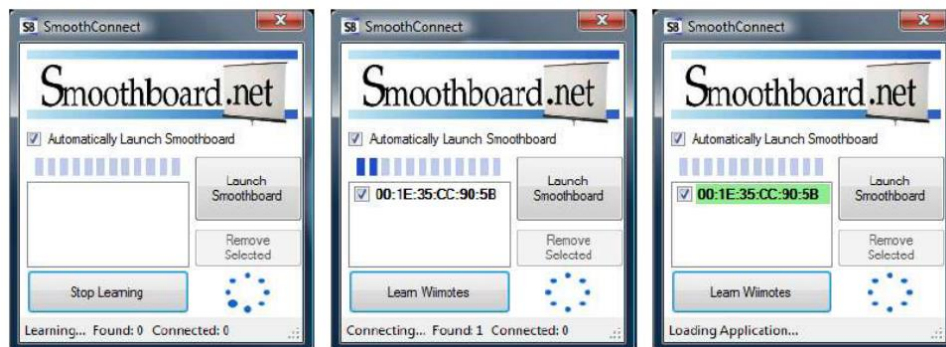 SmoothConnect
Smoothboard.net
Automatically Launch Smoothboard
Launch
Smoothboard
Remove
Selected
Stop Learning
Learning... Found: 0 Connected: 0
SmoothConnect
Smoothboard.net
Automatically Launch Smoothboard
00:1E:35:CC:90:5B
Launch
Smoothboard
Remove
Selected
Learn Wiimotes
Connecting... Found: 1 Connected: 0
SmoothConnect
Smoothboard.net
Automatically Launch Smoothboard
00:1E:35:CC:90:5B
Launch
Smoothboard
Remove
Selected
Learn Wiimotes
Loading Application...